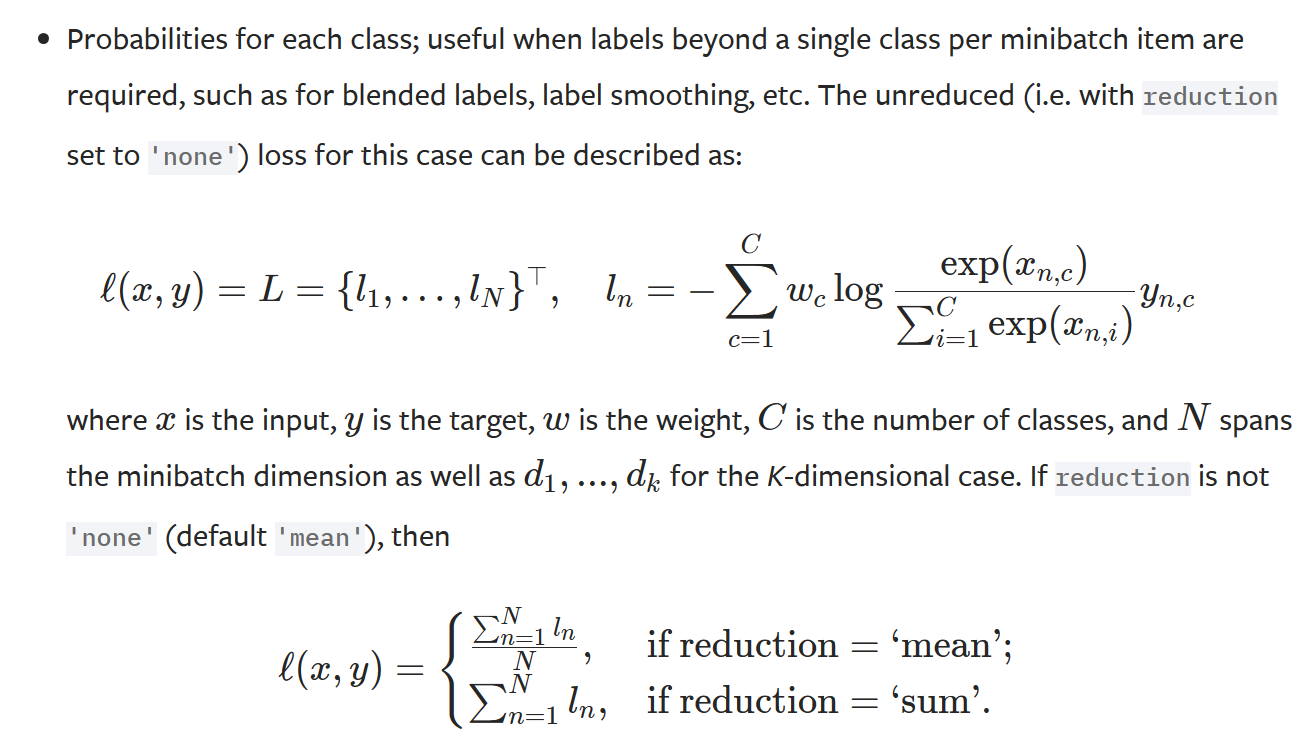 • Probabilities for each class; useful when labels beyond a single class per minibatch item are
required, such as for blended labels, label smoothing, etc. The unreduced (i.e. with reduction
set to 'none') loss for this case can be described as:
ℓ(x, y) = L = {l₁, …, l_N}^⊤,   l_n = − ∑_{c=1}^{C} w_c log \frac{exp(x_{n,c})}{∑_{i=1}^{C} exp(x_{n,i})} y_{n,c}
where x is the input, y is the target, w is the weight, C is the number of classes, and N spans
the minibatch dimension as well as d₁, ..., d_k for the K-dimensional case. If reduction is not
'none' (default 'mean'), then
ℓ(x, y) = { \frac{∑_{n=1}^{N} l_n}{N},   if reduction = ‘mean’;
∑_{n=1}^{N} l_n,   if reduction = ‘sum’.